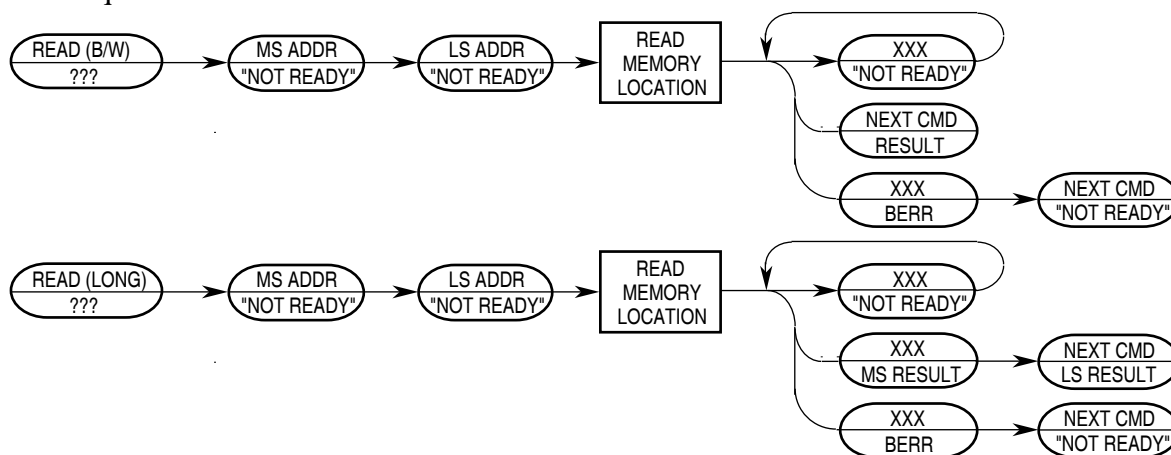 READ (B/W)
???
MS ADDR
"NOT READY"
LS ADDR
"NOT READY"
READ
MEMORY
LOCATION
XXX
"NOT READY"
NEXT CMD
RESULT
XXX
BERR
NEXT CMD
"NOT READY"
READ (LONG)
???
MS ADDR
"NOT READY"
LS ADDR
"NOT READY"
READ
MEMORY
LOCATION
XXX
"NOT READY"
XXX
MS RESULT
NEXT CMD
LS RESULT
XXX
BERR
NEXT CMD
"NOT READY"